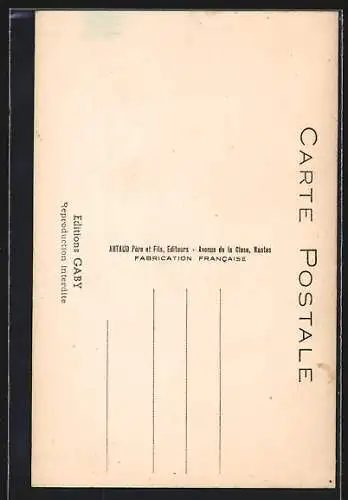 CARTE POSTALE
ARTAUD Père et Fils, Editeurs - Avenue de la Close, Nantes
FABRICATION FRANÇAISE
Editions GABY
Reproduction interdite